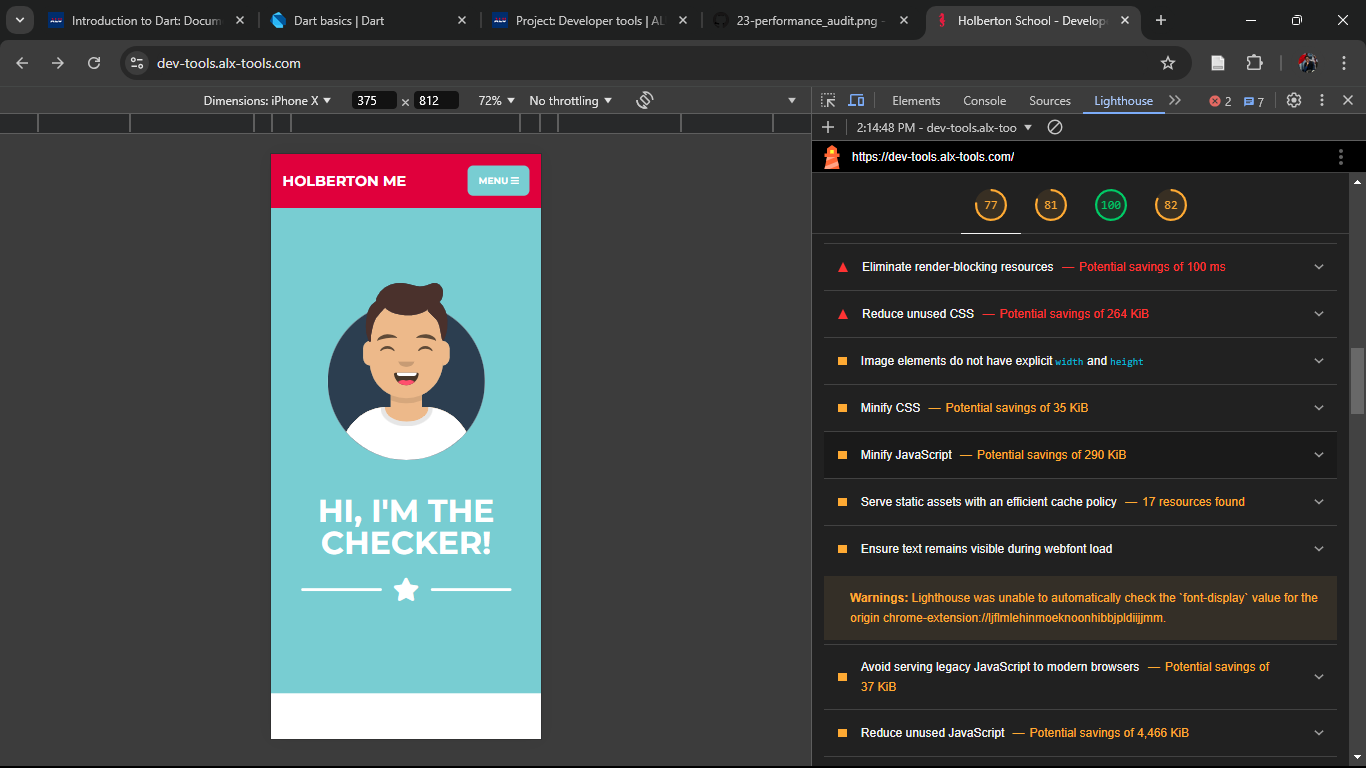 Introduction to Dart: Docum
Dart basics | Dart
Project: Developer tools | AL
23-performance_audit.png -
Holberton School - Develop
dev-tools.alx-tools.com
Dimensions: iPhone X 375 × 812 72% No throttling
Elements Console Sources Lighthouse 2 7
2:14:48 PM - dev-tools.alx-too
https://dev-tools.alx-tools.com/
77 81 100 82
HOLBERTON ME
MENU
HI, I'M THE
CHECKER!
Eliminate render-blocking resources — Potential savings of 100 ms
Reduce unused CSS — Potential savings of 264 KiB
Image elements do not have explicit width and height
Minify CSS — Potential savings of 35 KiB
Minify JavaScript — Potential savings of 290 KiB
Serve static assets with an efficient cache policy — 17 resources found
Ensure text remains visible during webfont load
Warnings: Lighthouse was unable to automatically check the `font-display` value for the
origin chrome-extension://ljflmlehinmoeknoonhibbjpldiijjmm.
Avoid serving legacy JavaScript to modern browsers — Potential savings of
37 KiB
Reduce unused JavaScript — Potential savings of 4,466 KiB